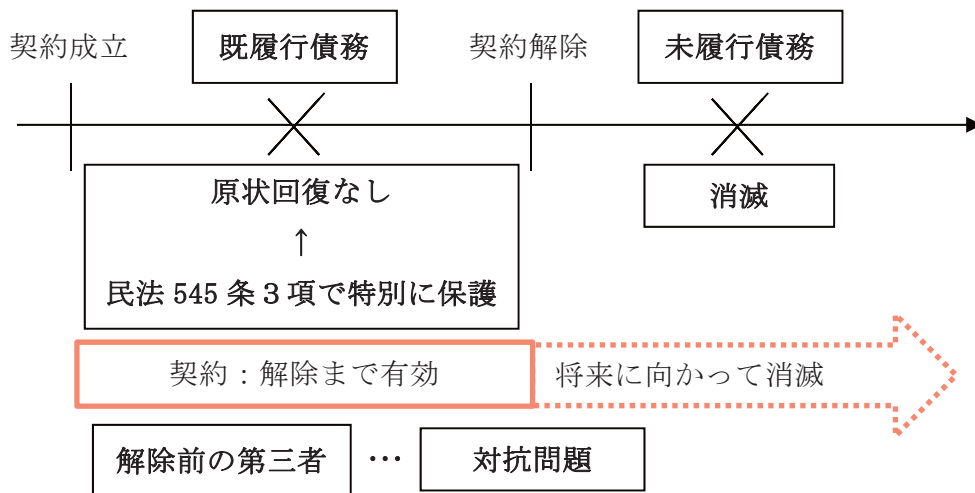 契約成立
既履行債務
契約解除
未履行債務
原状回復なし
↑
民法 545 条３項で特別に保護
消滅
契約：解除まで有効
将来に向かって消滅
解除前の第三者 … 対抗問題